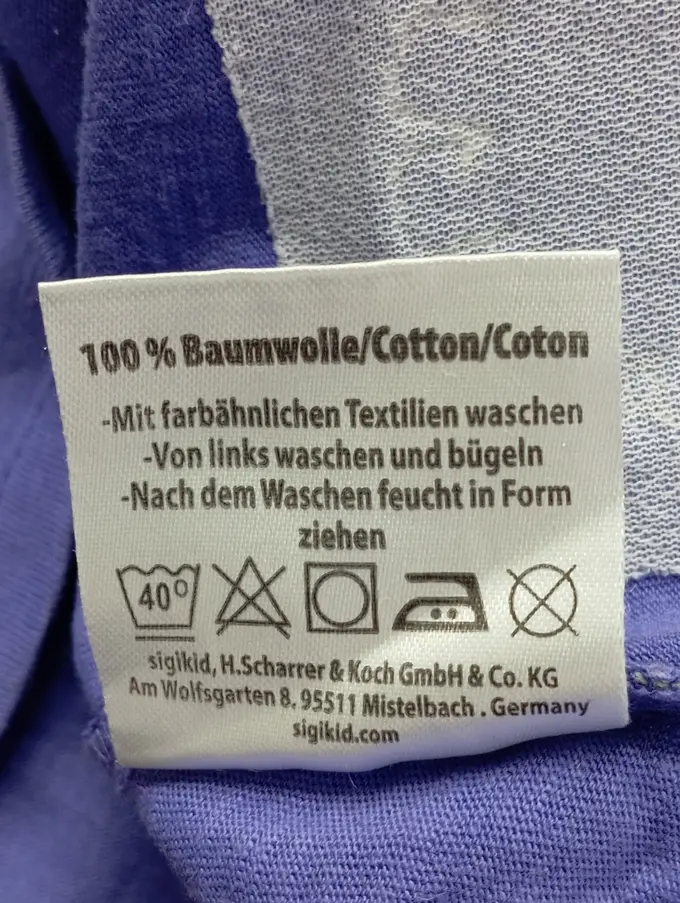 100 % Baumwolle/Cotton/Coton
-Mit farbähnlichen Textilien waschen
-Von links waschen und bügeln
-Nach dem Waschen feucht in Form
ziehen
40°
sigikid, H.Scharrer & Koch GmbH & Co. KG
Am Wolfsgarten 8, 95511 Mistelbach . Germany
sigikid.com